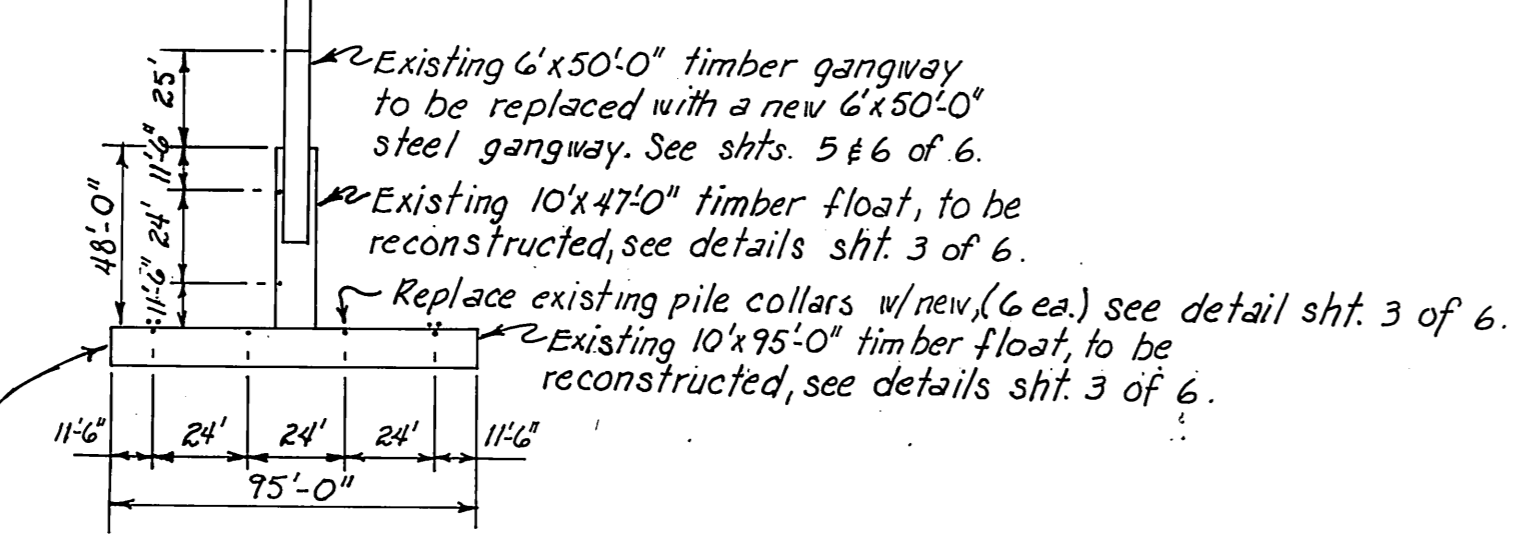 Existing 6'x50'-0" timber gangway
to be replaced with a new 6'x50'-0"
steel gangway. See shts. 5 & 6 of 6.
Existing 10'x47'-0" timber float, to be
reconstructed, see details sht. 3 of 6.
Replace existing pile collars w/new, (6 ea.) see detail sht. 3 of 6.
Existing 10'x95'-0" timber float, to be
reconstructed, see details sht. 3 of 6.
25'
11'-6"
24'
11'-6"
48'-0"
11'-6" 24' 24' 24' 11'-6"
95'-0"